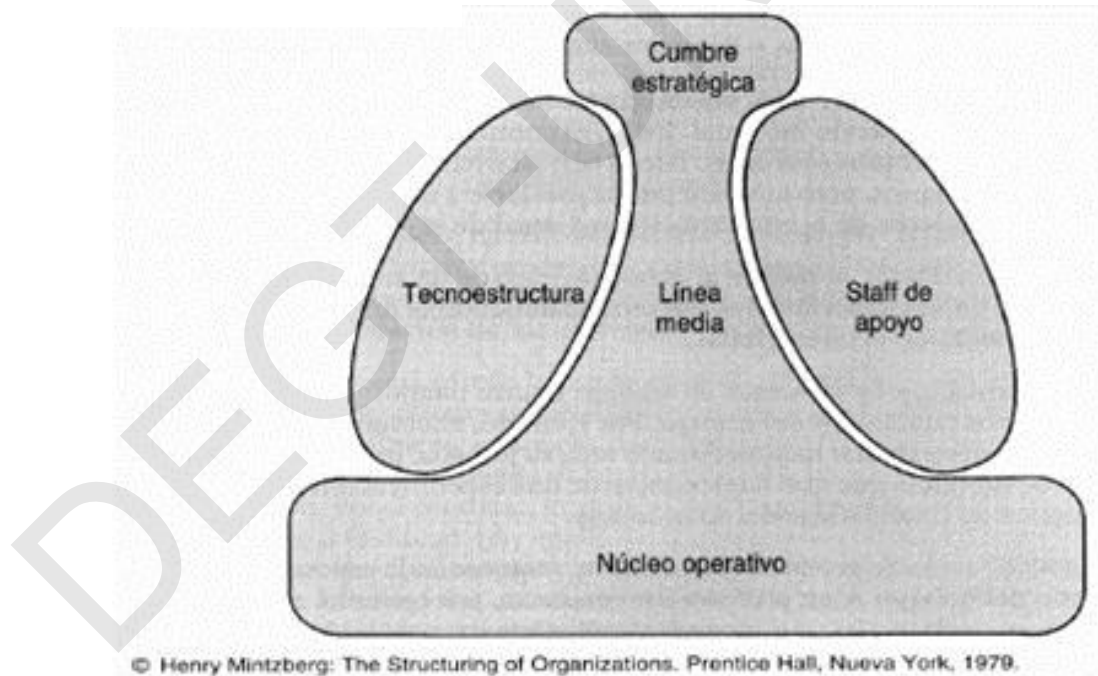 Cumbre
estratégica
Tecnoestructura
Línea
media
Staff de
apoyo
Núcleo operativo
© Henry Mintzberg: The Structuring of Organizations. Prentice Hall, Nueva York, 1979.
DEGT-U